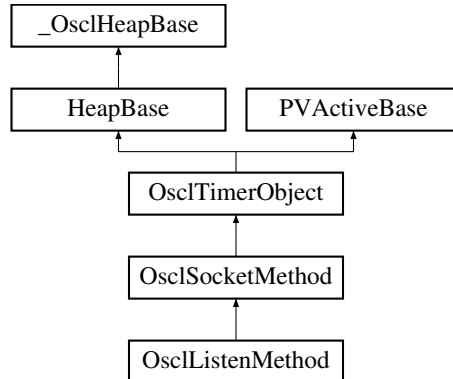 _OsclHeapBase
HeapBase
PVActiveBase
OsclTimerObject
OsclSocketMethod
OsclListenMethod